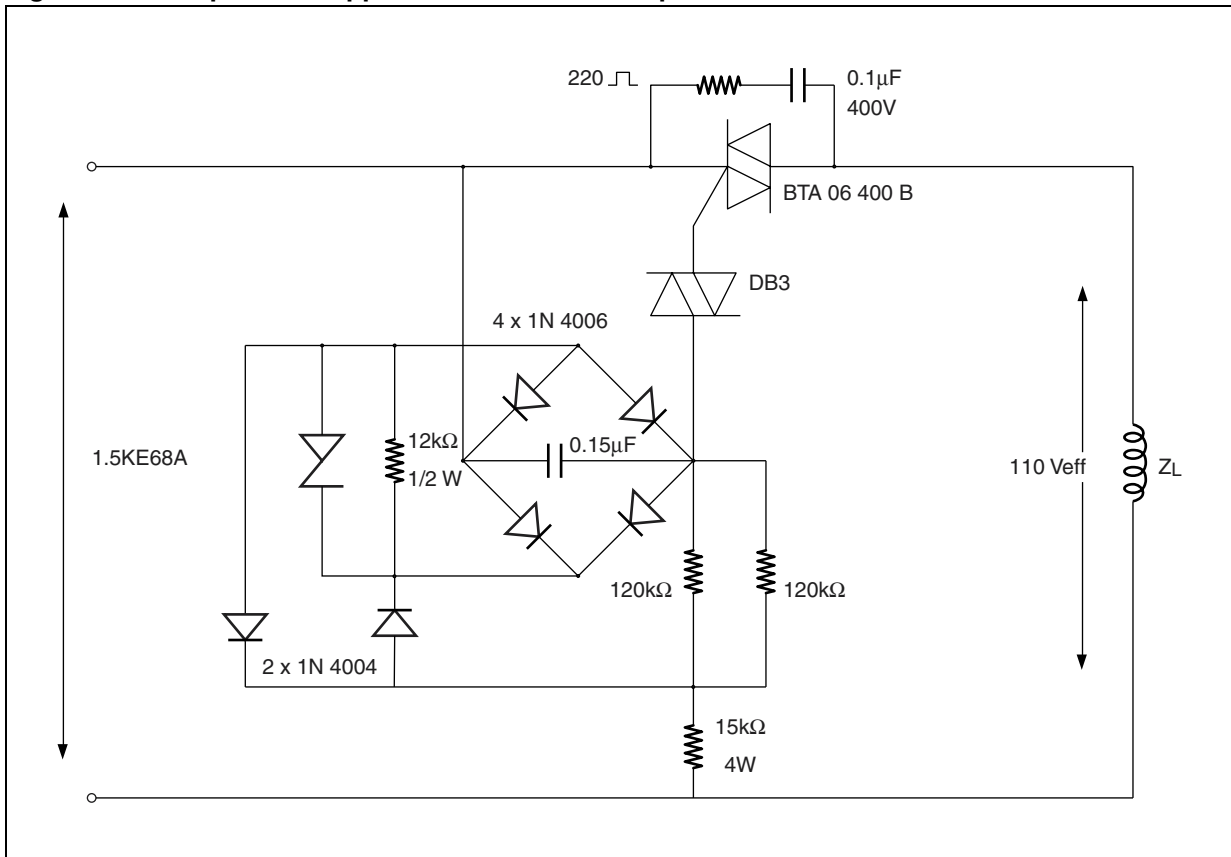 220
0.1μF
400V
BTA 06 400 B
DB3
4 x 1N 4006
1.5KE68A
12kΩ
1/2 W
0.15μF
110 Veff
ZL
120kΩ
120kΩ
2 x 1N 4004
15kΩ
4W